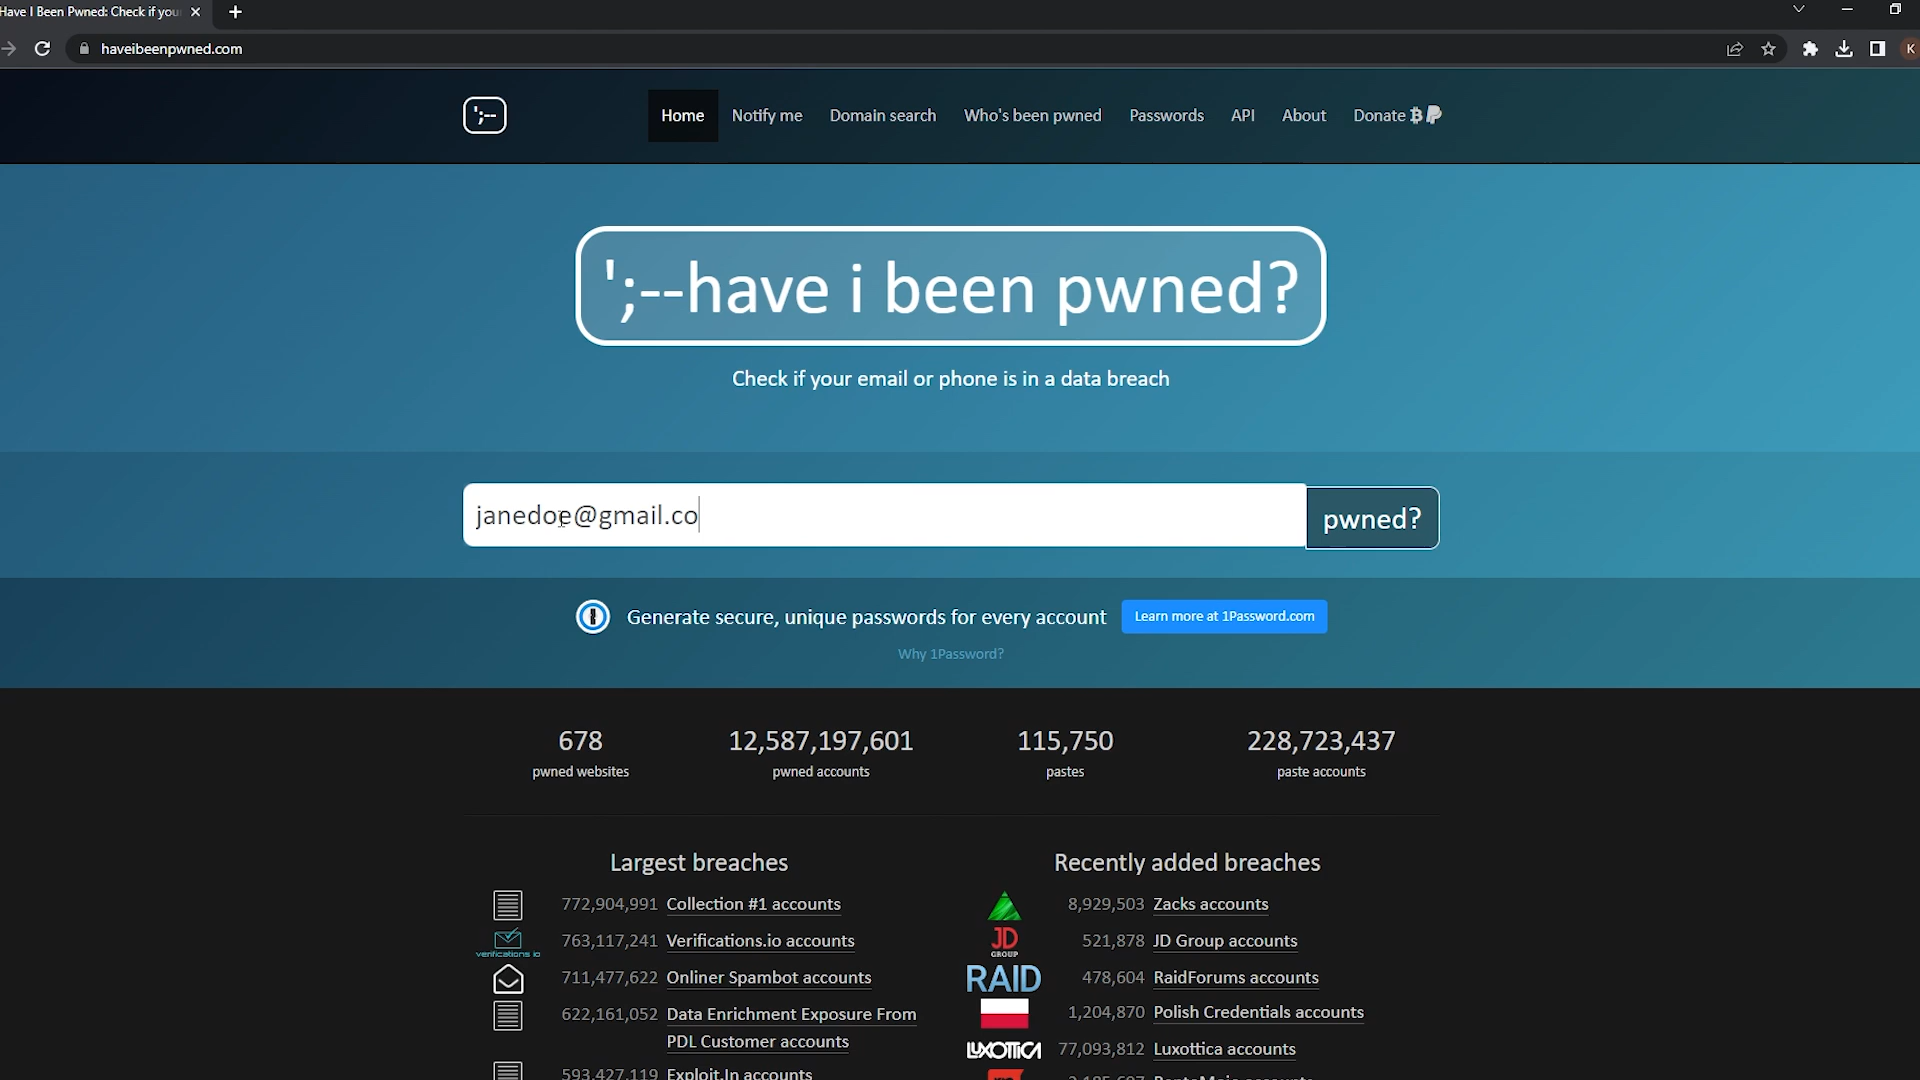 Have I Been Pwned: Check if you
haveibeenpwned.com
K
';--
Home
Notify me
Domain search
Who's been pwned
Passwords
API
About
Donate
';--have i been pwned?
Check if your email or phone is in a data breach
janedoe@gmail.co
pwned?
Generate secure, unique passwords for every account
Learn more at 1Password.com
Why 1Password?
678
pwned websites
12,587,197,601
pwned accounts
115,750
pastes
228,723,437
paste accounts
Largest breaches
772,904,991 Collection #1 accounts
verifications io
763,117,241 Verifications.io accounts
711,477,622 Onliner Spambot accounts
622,161,052 Data Enrichment Exposure From
PDL Customer accounts
593,427,119 Exploit.In accounts
Recently added breaches
8,929,503 Zacks accounts
JD
GROUP
521,878 JD Group accounts
RAID
478,604 RaidForums accounts
1,204,870 Polish Credentials accounts
LUXOTTICA
77,093,812 Luxottica accounts